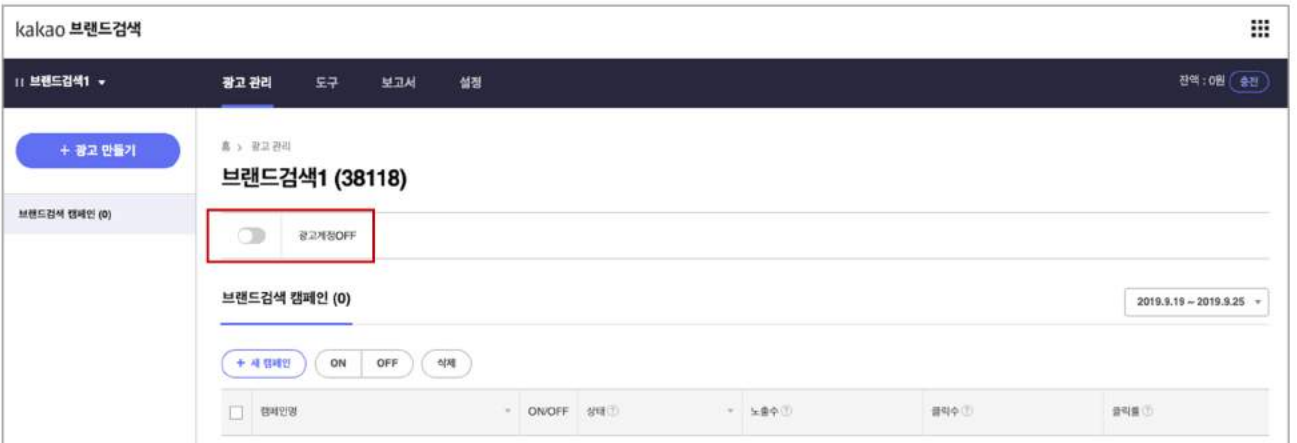 kakao 브랜드검색
브랜드검색1
광고 관리 도구 보고서 설정
잔액 : 0원 충전
+ 광고 만들기
브랜드검색 캠페인 (0)
홈 > 광고 관리
브랜드검색1 (38118)
광고계정OFF
브랜드검색 캠페인 (0)
2019.9.19 ~ 2019.9.25
+ 새 캠페인 ON OFF 삭제
캠페인명 ON/OFF 상태 ? 노출수 ? 클릭수 ? 클릭률 ?